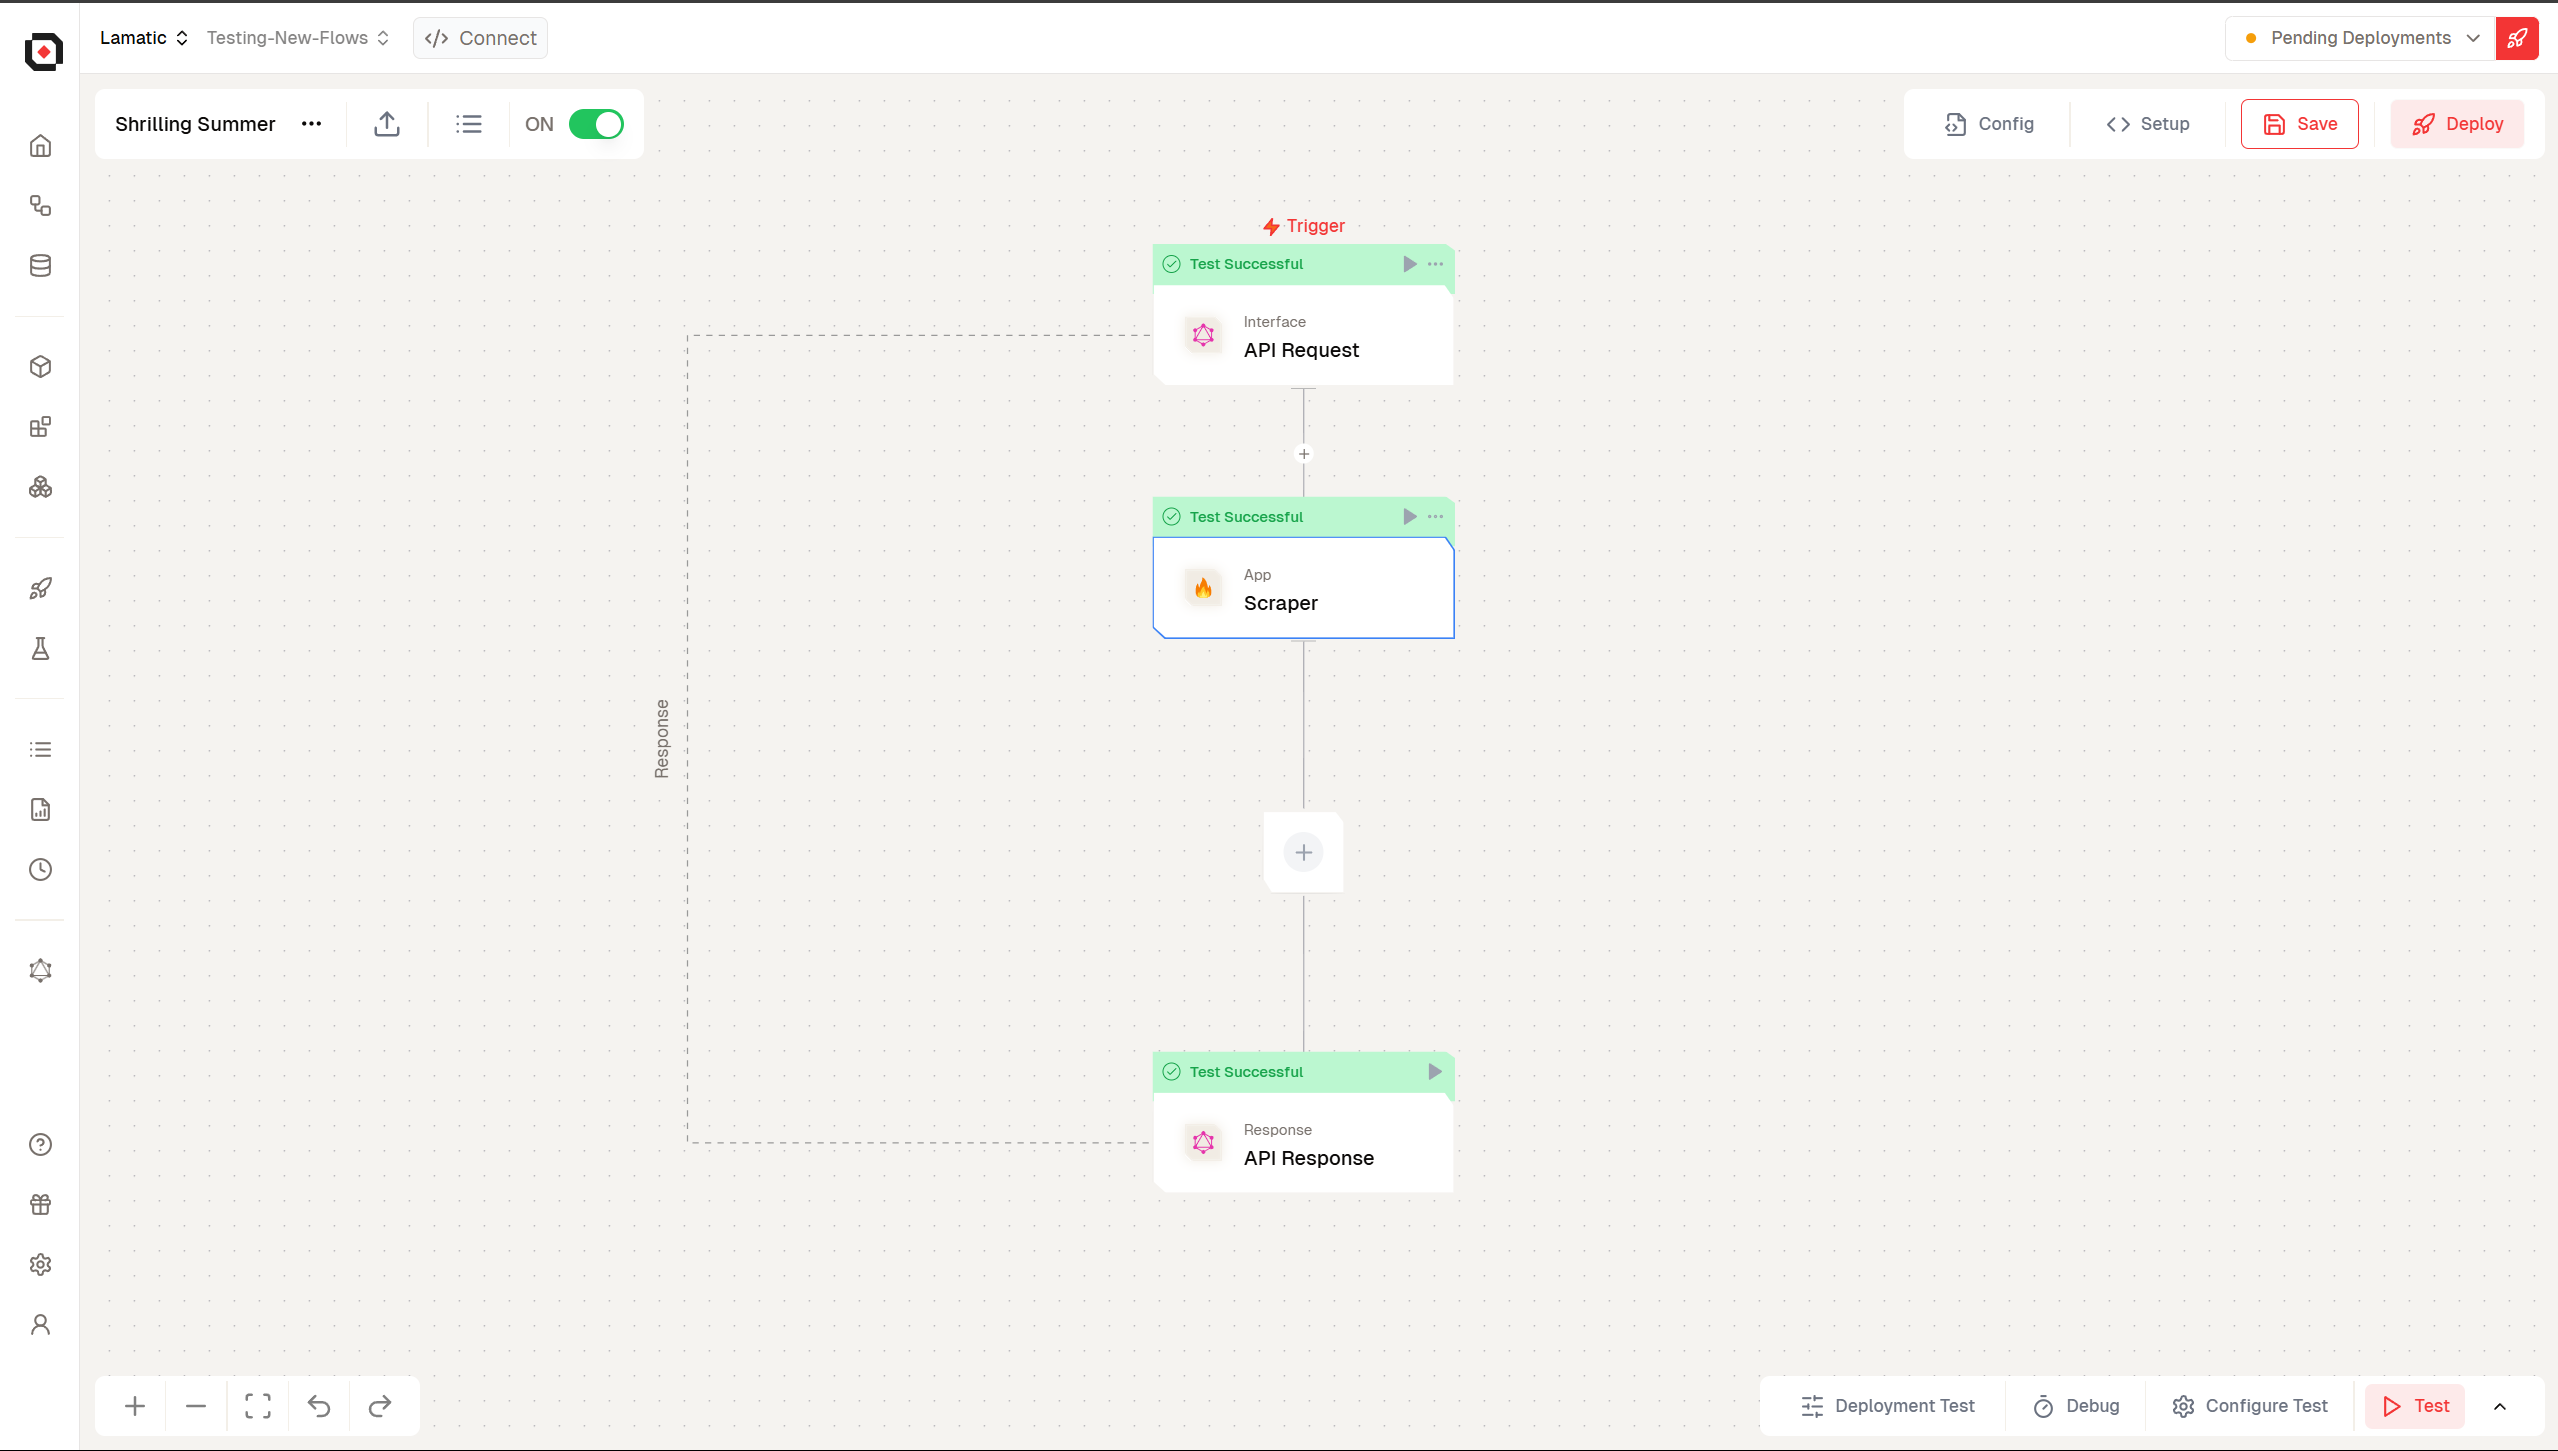 Lamatic Testing-New-Flows Connect Pending Deployments
Shrilling Summer ON Config Setup Save Deploy
Trigger
Test Successful
Interface
API Request
Test Successful
App
Scraper
Response
Test Successful
Response
API Response
Deployment Test Debug Configure Test Test